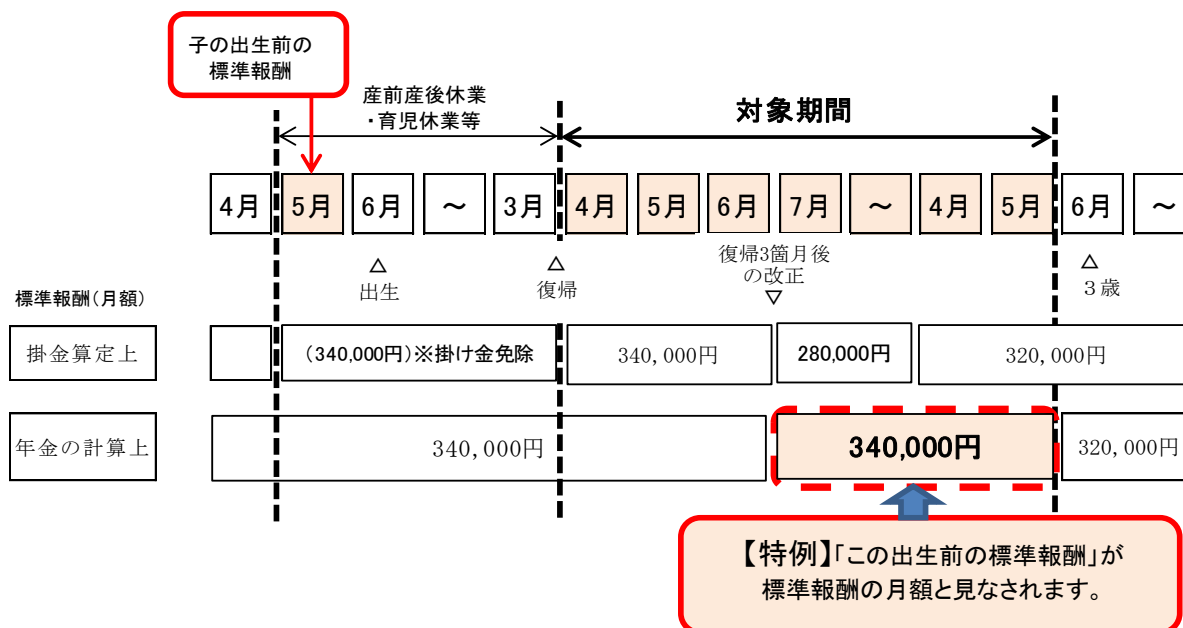 子の出生前の
標準報酬
産前産後休業
・育児休業等
対象期間
4月 5月 6月 ～ 3月 4月 5月 6月 7月 ～ 4月 5月 6月 ～
△
出生
△
復帰
復帰3箇月後
の改正
▽
△
３歳
標準報酬(月額)
掛金算定上
(340,000円)※掛け金免除
340,000円
280,000円
320,000円
年金の計算上
340,000円
340,000円
320,000円
【特例】「この出生前の標準報酬」が
標準報酬の月額と見なされます。